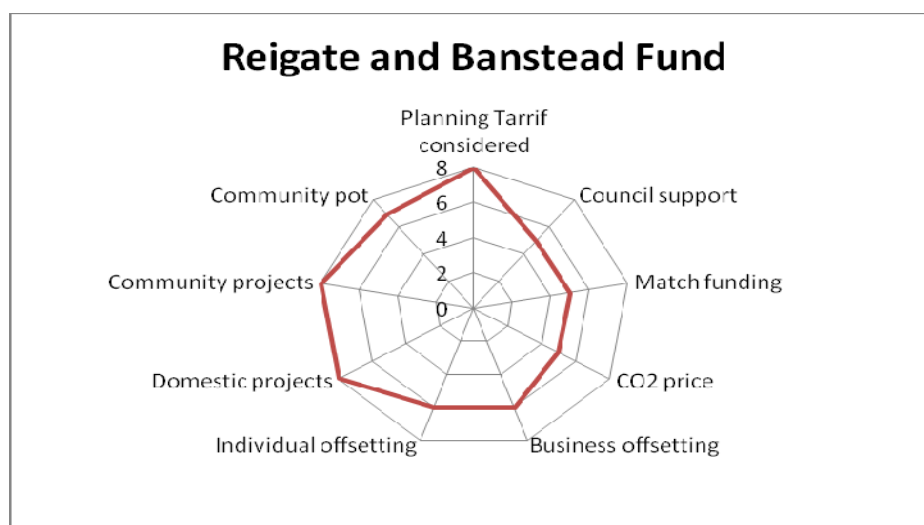 Reigate and Banstead Fund
Planning Tarrif
considered
8
6
4
2
0
Council support
Match funding
CO2 price
Business offsetting
Individual offsetting
Domestic projects
Community projects
Community pot